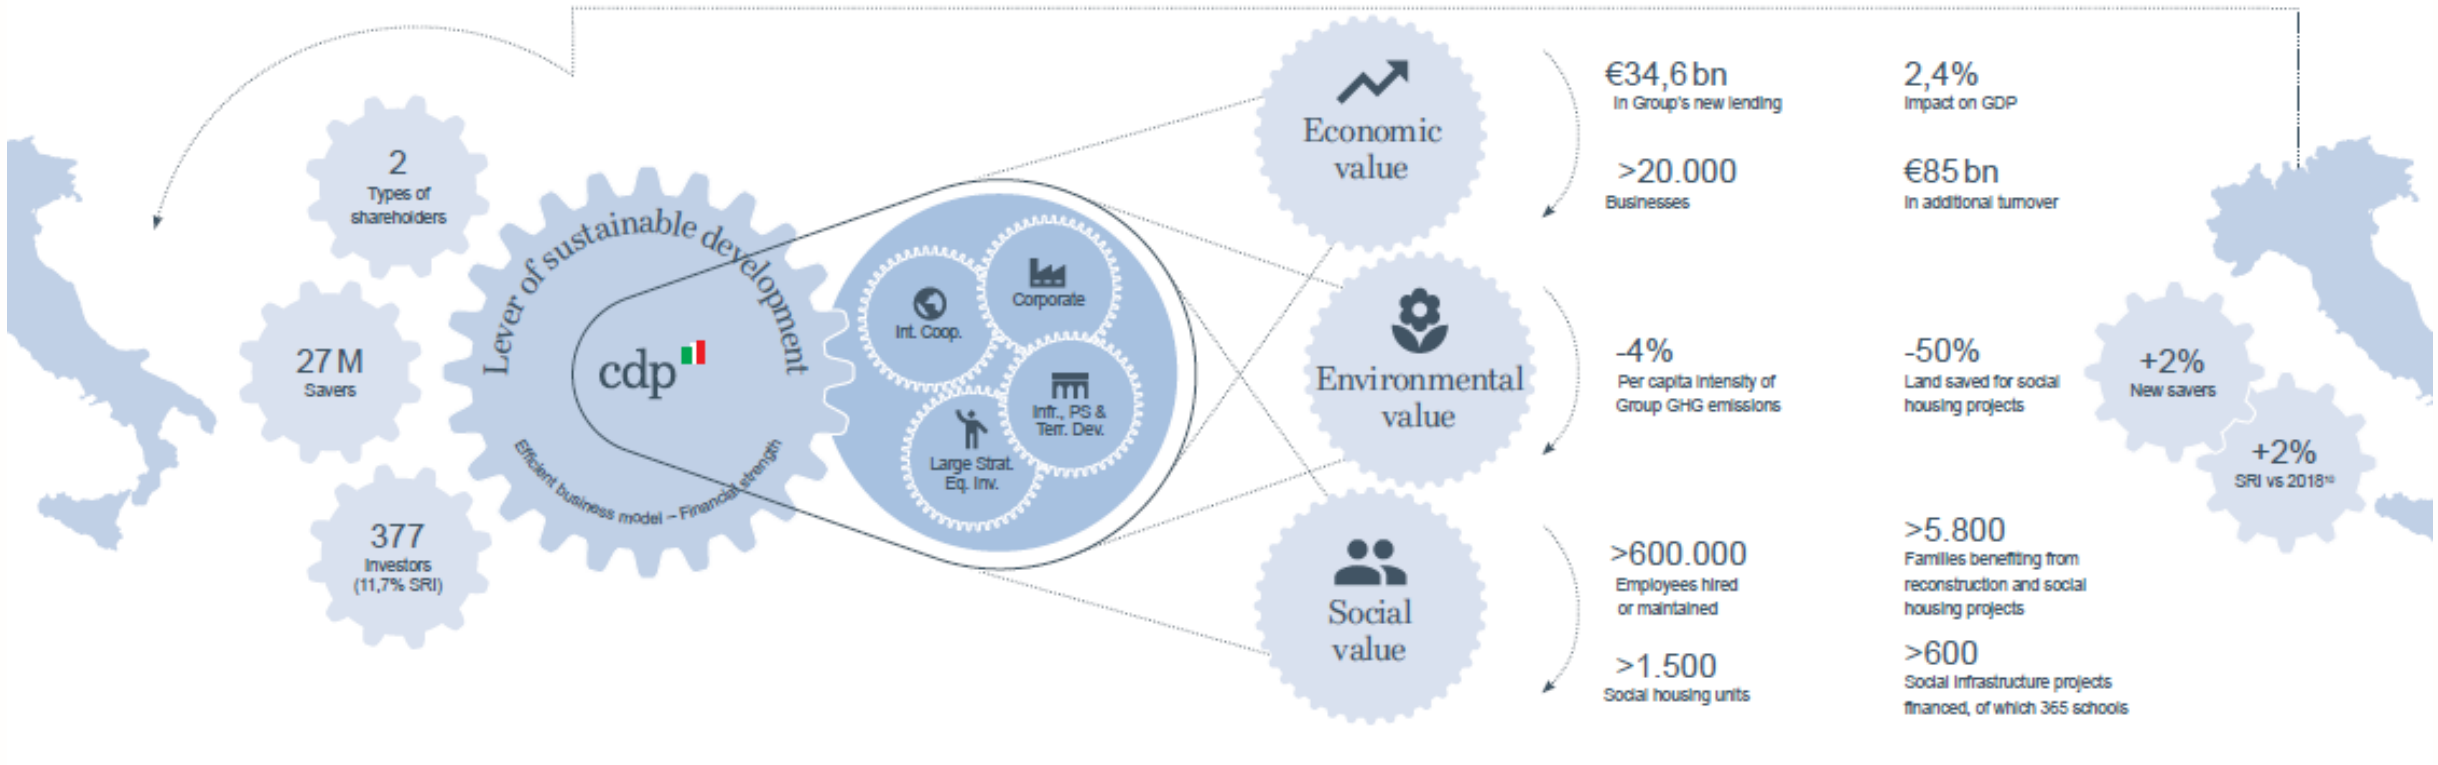 2
Types of
shareholders
27 M
Savers
377
Investors
(11,7% SRI)
Lever of sustainable development
cdp
Efficient business model – Financial strength
Int. Coop.
Corporate
Infr., PS &
Terr. Dev.
Large Strat.
Eq. Inv.
Economic
value
€34,6 bn
In Group's new lending
2,4%
Impact on GDP
>20.000
Businesses
€85 bn
In additional turnover
Environmental
value
-4%
Per capita intensity of
Group GHG emissions
-50%
Land saved for social
housing projects
Social
value
>600.000
Employees hired
or maintained
>5.800
Families benefiting from
reconstruction and social
housing projects
>1.500
Social housing units
>600
Social infrastructure projects
financed, of which 365 schools
+2%
New savers
+2%
SRI vs 2018¹⁰